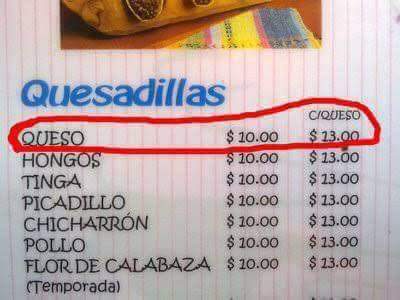 Quesadillas
C/QUESO
QUESO $ 10.00 $ 13.00
HONGOS $ 10.00 $ 13.00
TINGA $ 10.00 $ 13.00
PICADILLO $ 10.00 $ 13.00
CHICHARRÓN $ 10.00 $ 13.00
POLLO $ 10.00 $ 13.00
FLOR DE CALABAZA $ 10.00 $ 13.00
(Temporada)